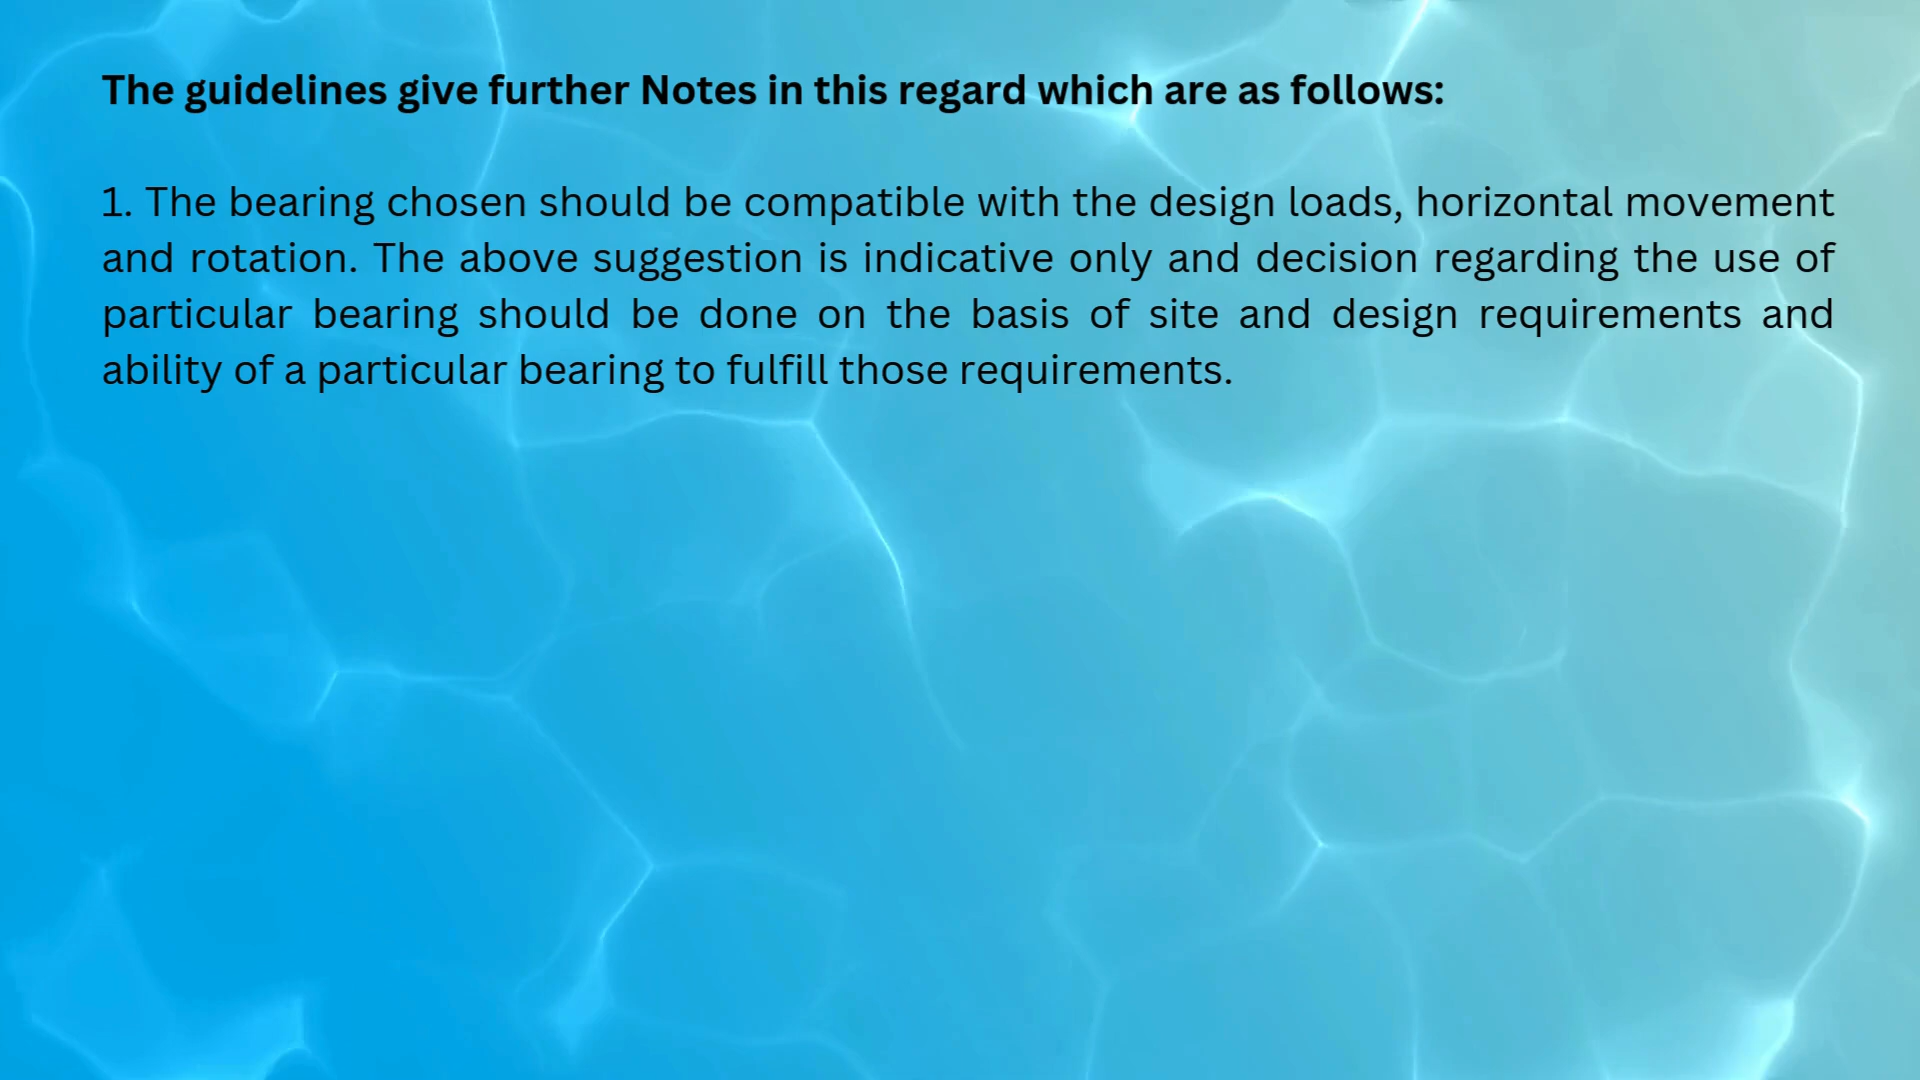 The guidelines give further Notes in this regard which are as follows:
1. The bearing chosen should be compatible with the design loads, horizontal movement
and rotation. The above suggestion is indicative only and decision regarding the use of
particular bearing should be done on the basis of site and design requirements and
ability of a particular bearing to fulfill those requirements.